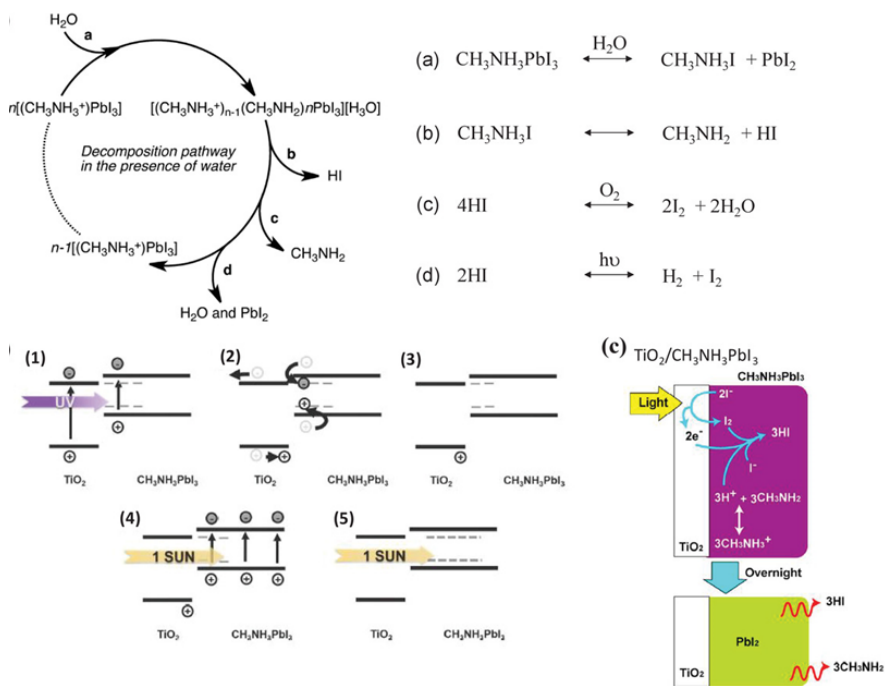 H₂O
a
n[(CH₃NH₃⁺)PbI₃]
[(CH₃NH₃⁺)ₙ₋₁(CH₃NH₂)nPbI₃][H₃O]
Decomposition pathway
in the presence of water
b
HI
c
CH₃NH₂
n-1[(CH₃NH₃⁺)PbI₃]
d
H₂O and PbI₂
(a) CH₃NH₃PbI₃ H₂O CH₃NH₃I + PbI₂
(b) CH₃NH₃I CH₃NH₂ + HI
(c) 4HI O₂ 2I₂ + 2H₂O
(d) 2HI hυ H₂ + I₂
(1)
UV
TiO₂ CH₃NH₃PbI₃
(2)
TiO₂ CH₃NH₃PbI₃
(3)
TiO₂ CH₃NH₃PbI₃
(4)
1 SUN
TiO₂ CH₃NH₃PbI₃
(5)
1 SUN
TiO₂ CH₃NH₃PbI₃
(c) TiO₂/CH₃NH₃PbI₃
CH₃NH₃PbI₃
Light
2I⁻
I₂
2e⁻
3HI
I⁻
3H⁺ + 3CH₃NH₂
3CH₃NH₃⁺
TiO₂
Overnight
3HI
PbI₂
TiO₂
3CH₃NH₂